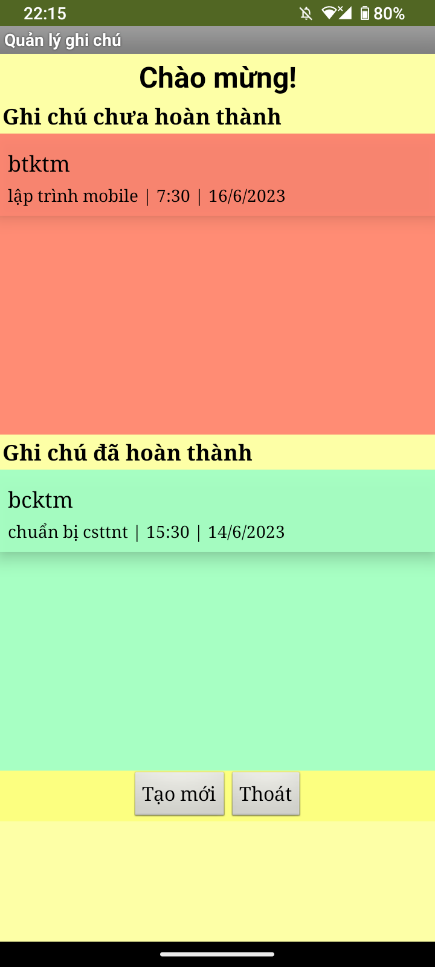 22:15
80%
Quản lý ghi chú
Chào mừng!
Ghi chú chưa hoàn thành
btktm
lập trình mobile | 7:30 | 16/6/2023
Ghi chú đã hoàn thành
bcktm
chuẩn bị csttnt | 15:30 | 14/6/2023
Tạo mới
Thoát